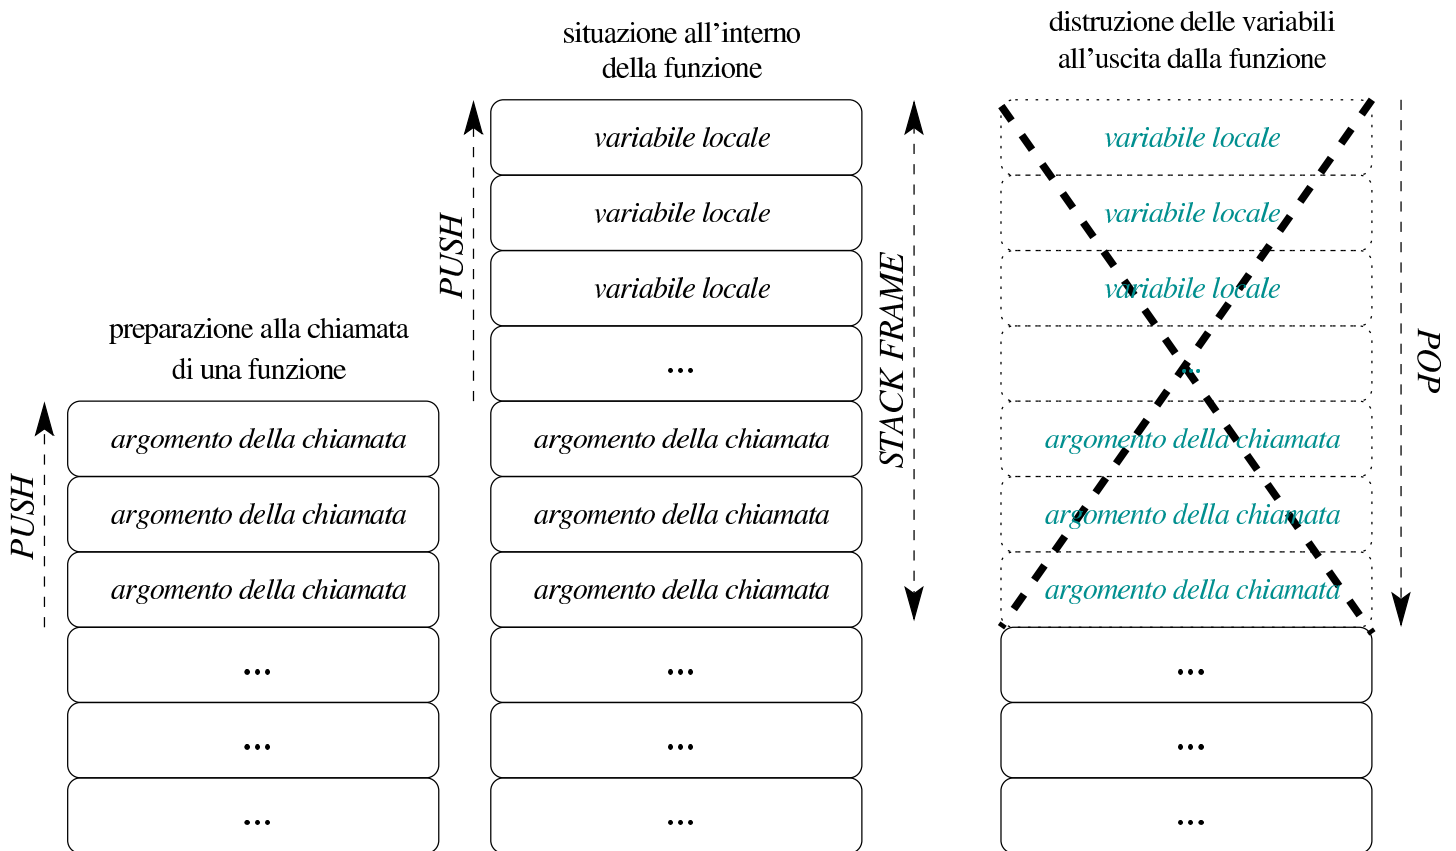 preparazione alla chiamata
di una funzione
PUSH
argomento della chiamata
argomento della chiamata
argomento della chiamata
...
...
...
situazione all'interno
della funzione
PUSH
variabile locale
variabile locale
variabile locale
...
argomento della chiamata
argomento della chiamata
argomento della chiamata
...
...
...
STACK FRAME
distruzione delle variabili
all'uscita dalla funzione
variabile locale
variabile locale
variabile locale
...
argomento della chiamata
argomento della chiamata
argomento della chiamata
...
...
...
POP